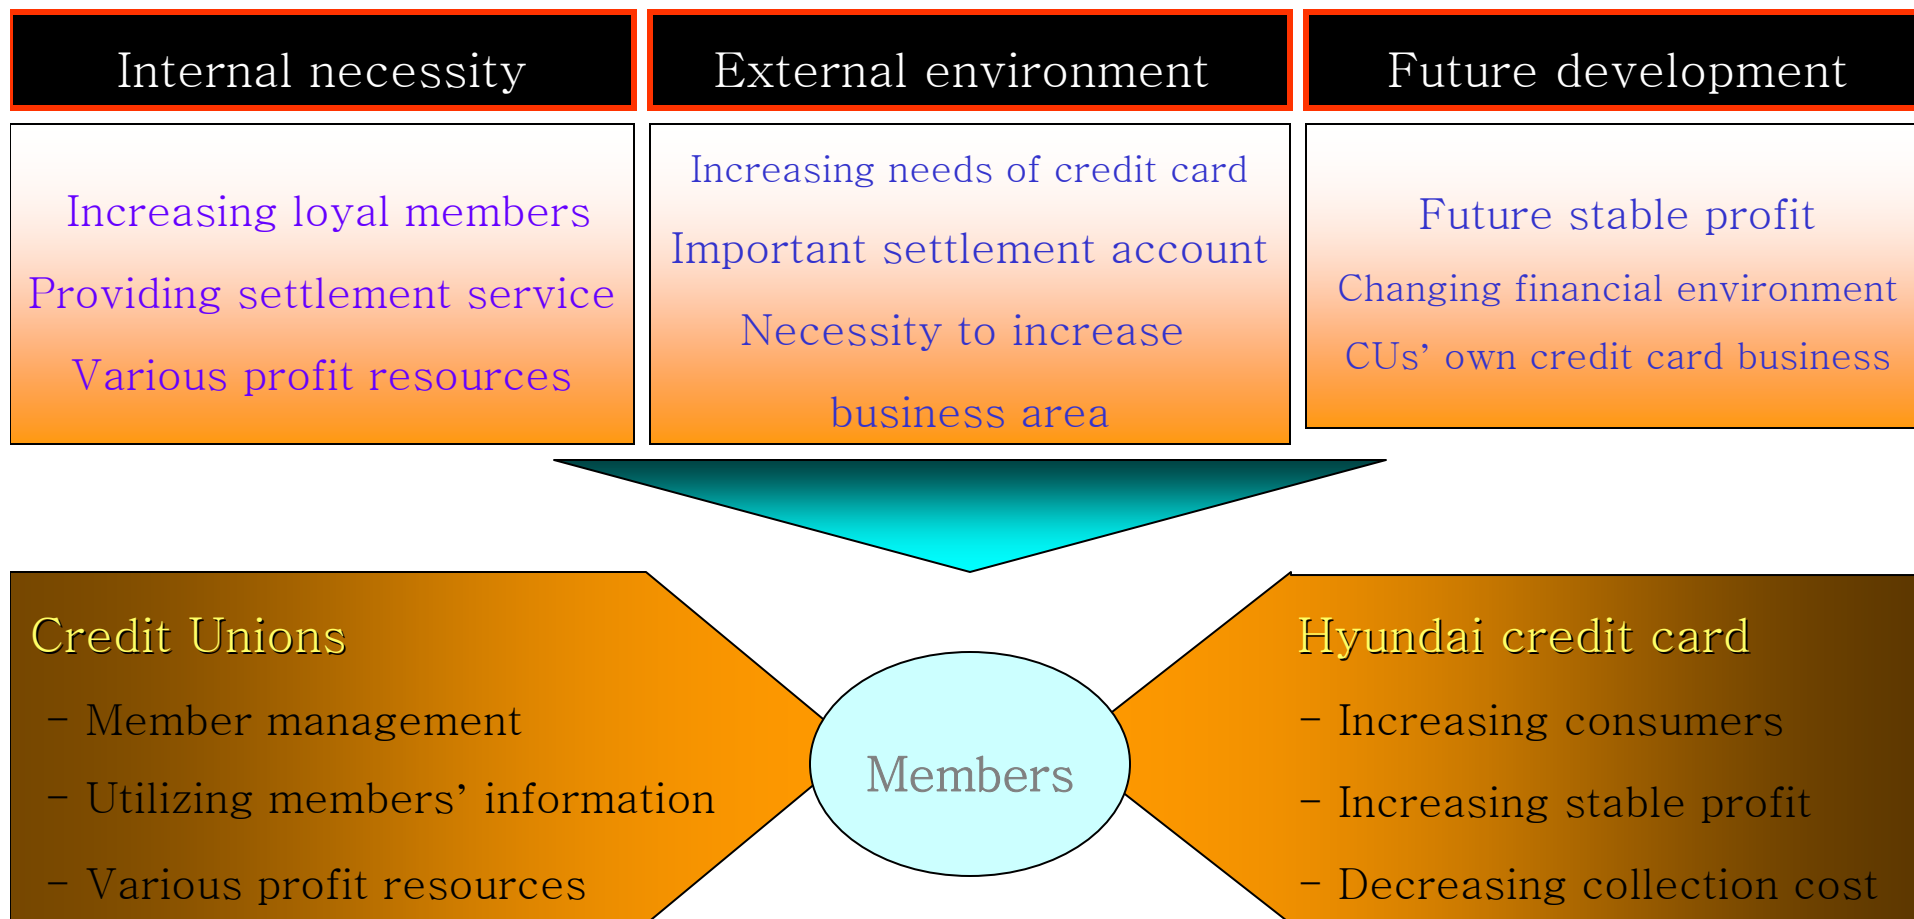 Internal necessity
Increasing loyal members
Providing settlement service
Various profit resources
External environment
Increasing needs of credit card
Important settlement account
Necessity to increase
business area
Future development
Future stable profit
Changing financial environment
CUs’ own credit card business
Credit Unions
- Member management
- Utilizing members’ information
- Various profit resources
Members
Hyundai credit card
- Increasing consumers
- Increasing stable profit
- Decreasing collection cost